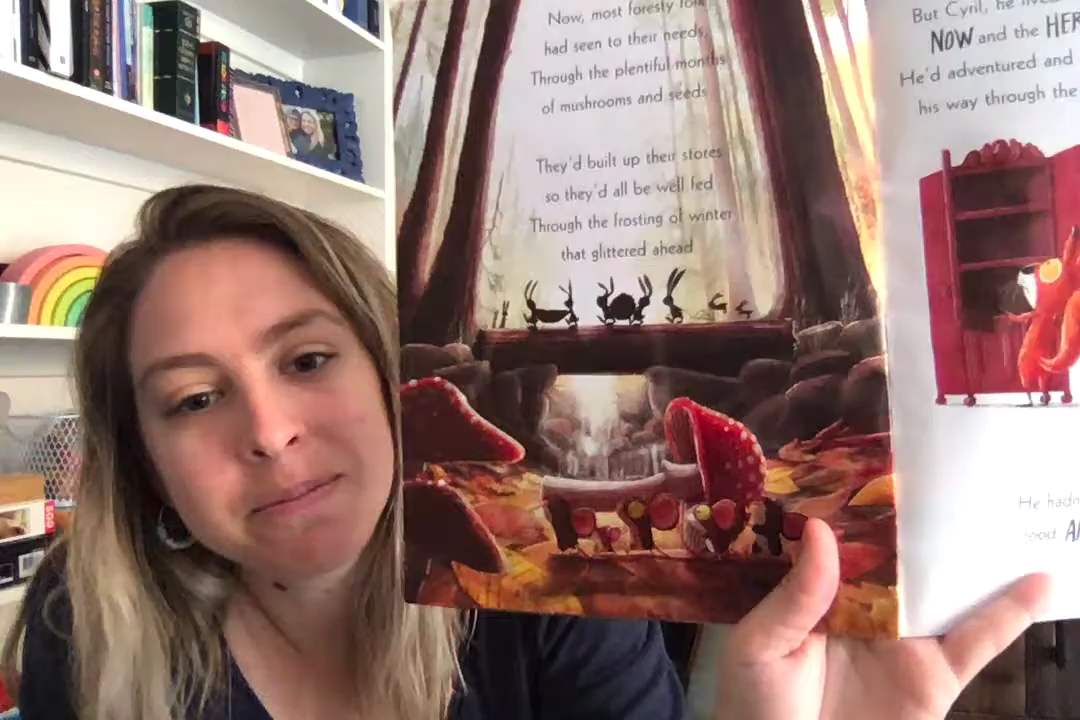 Now, most foresty folk
had seen to their needs,
Through the plentiful months
of mushrooms and seeds
They'd built up their stores
so they'd all be well fed
Through the frosting of winter
that glittered ahead
But Cyril, he lived
NOW and the HER
He'd adventured and
his way through the
He hadn
food